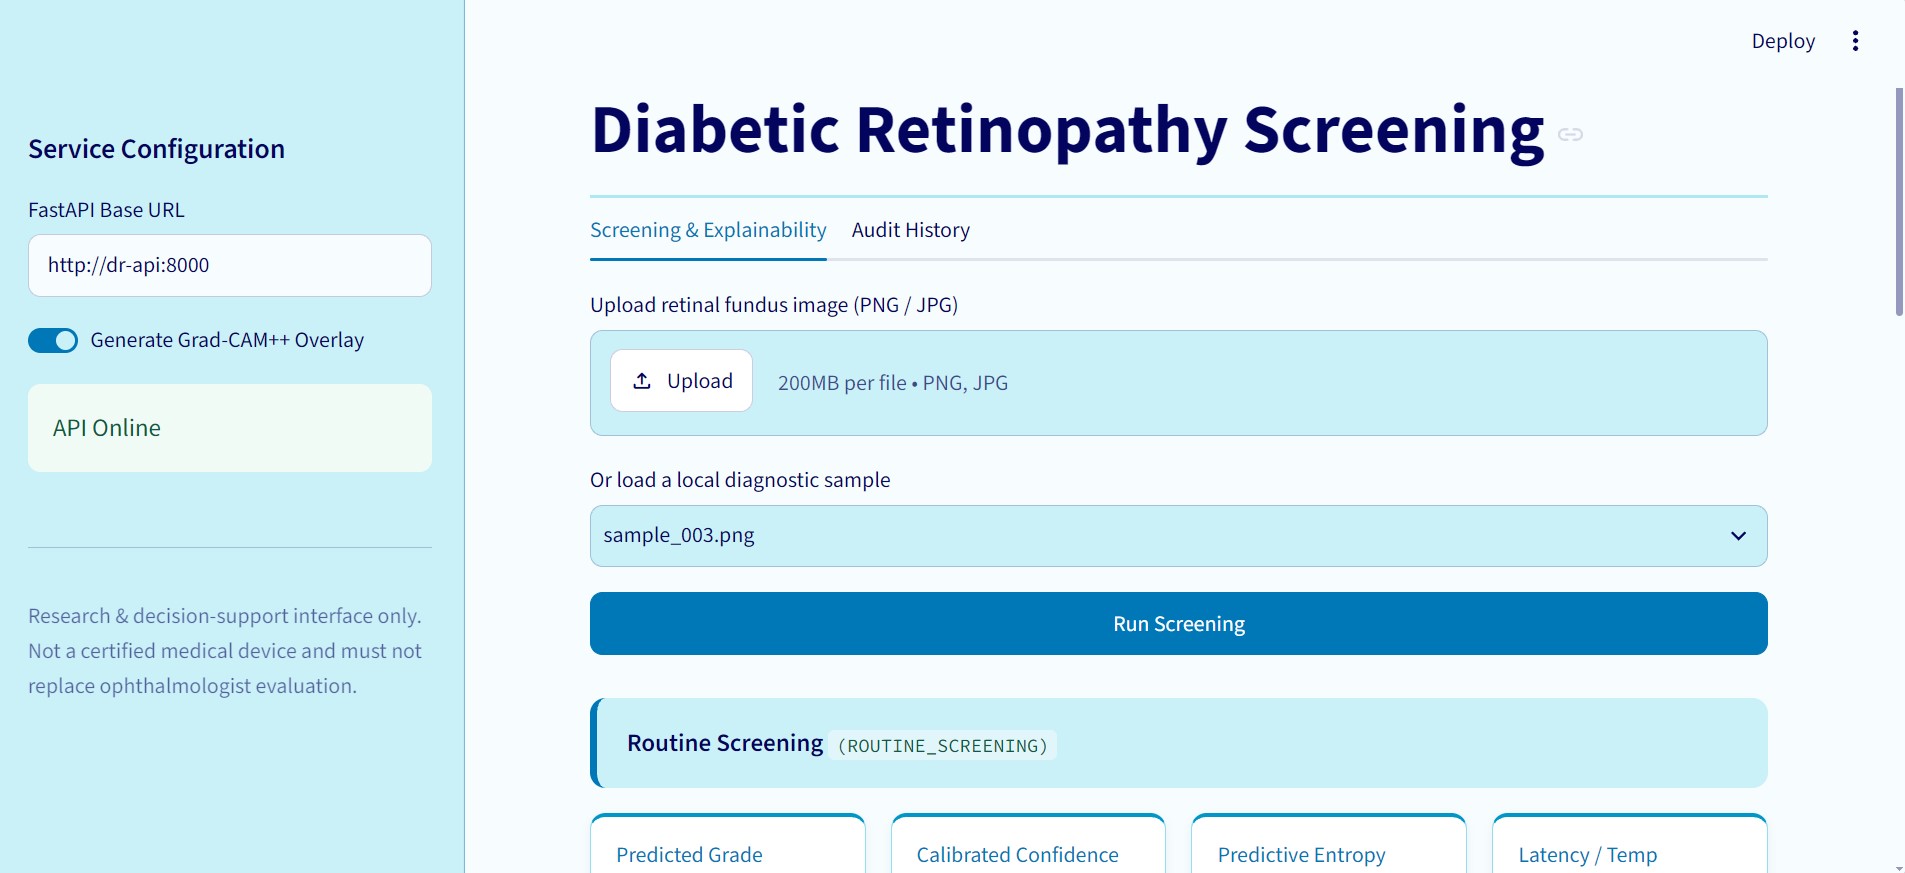 Deploy
Service Configuration
FastAPI Base URL
http://dr-api:8000
Generate Grad-CAM++ Overlay
API Online
Research & decision-support interface only.
Not a certified medical device and must not
replace ophthalmologist evaluation.
Diabetic Retinopathy Screening
Screening & Explainability
Audit History
Upload retinal fundus image (PNG / JPG)
Upload
200MB per file • PNG, JPG
Or load a local diagnostic sample
sample_003.png
Run Screening
Routine Screening (ROUTINE_SCREENING)
Predicted Grade
Calibrated Confidence
Predictive Entropy
Latency / Temp